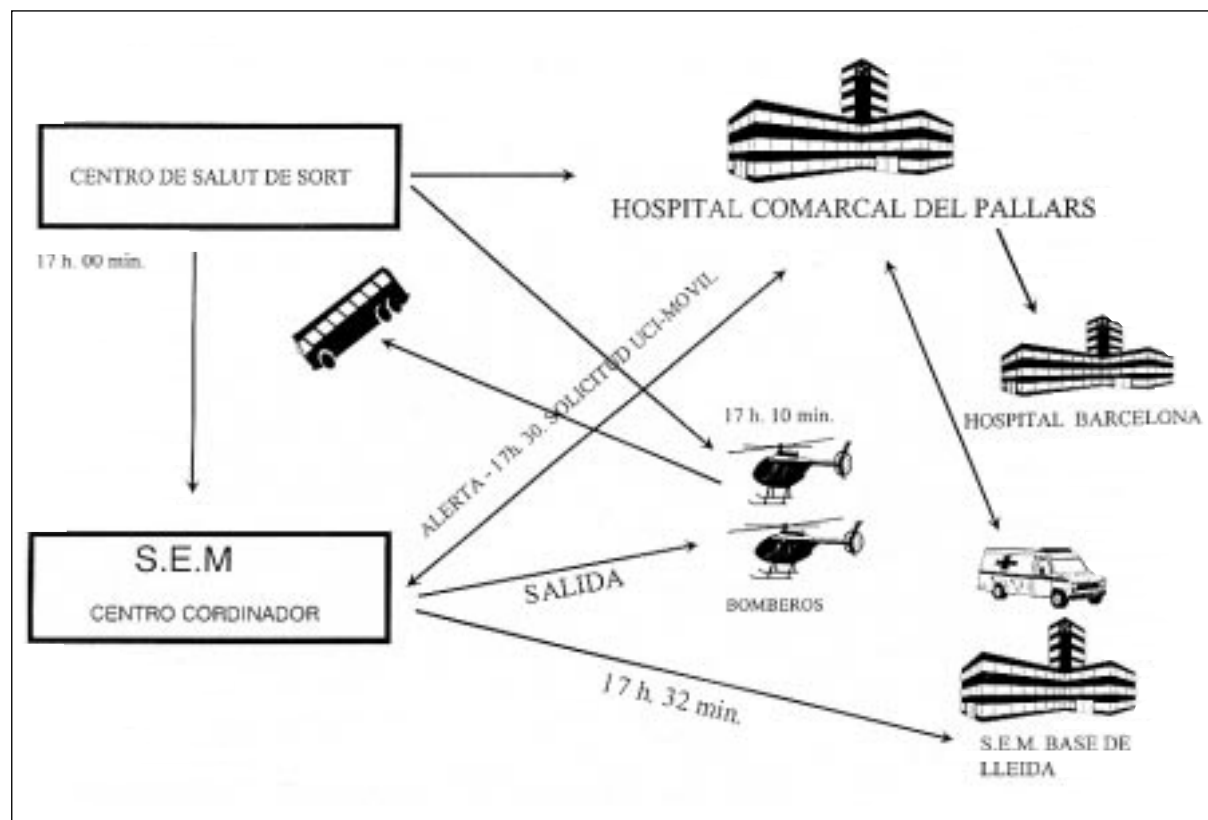 CENTRO DE SALUT DE SORT
HOSPITAL COMARCAL DEL PALLARS
17 h. 00 min.
ALERTA - 17h. 30. SOLICITUD UCI-MOVIL
17 h. 10 min.
HOSPITAL BARCELONA
S.E.M
CENTRO CORDINADOR
SALIDA
BOMBEROS
17 h. 32 min.
S.E.M. BASE DE
LLEIDA